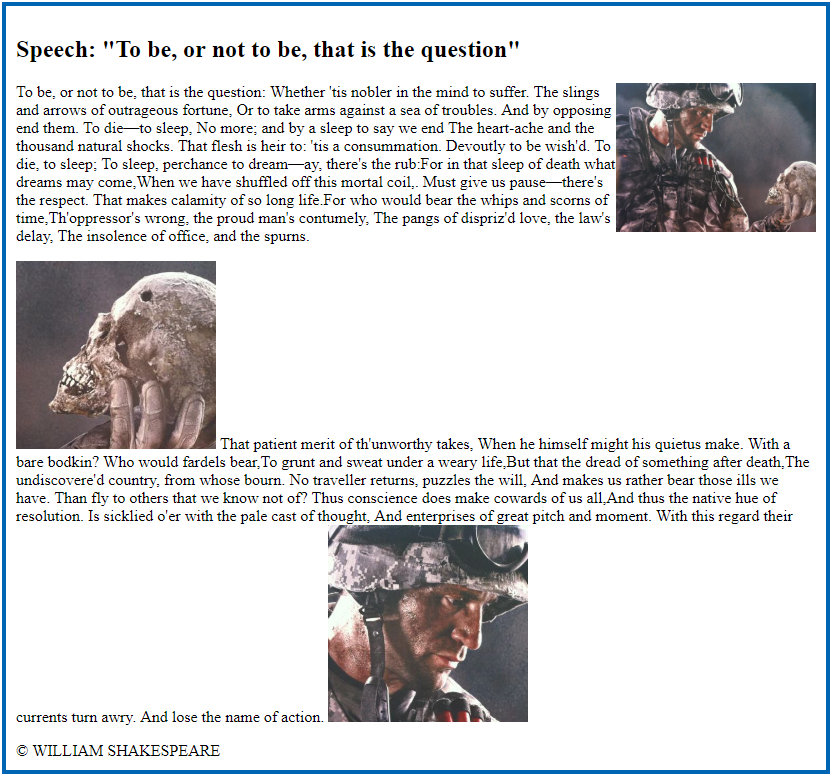 Speech: "To be, or not to be, that is the question"
To be, or not to be, that is the question: Whether 'tis nobler in the mind to suffer. The slings
and arrows of outrageous fortune, Or to take arms against a sea of troubles. And by opposing
end them. To die—to sleep, No more; and by a sleep to say we end The heart-ache and the
thousand natural shocks. That flesh is heir to: 'tis a consummation. Devoutly to be wish'd. To
die, to sleep; To sleep, perchance to dream—ay, there's the rub:For in that sleep of death what
dreams may come,When we have shuffled off this mortal coil,. Must give us pause—there's
the respect. That makes calamity of so long life.For who would bear the whips and scorns of
time,Th'oppressor's wrong, the proud man's contumely, The pangs of dispriz'd love, the law's
delay, The insolence of office, and the spurns.
That patient merit of th'unworthy takes, When he himself might his quietus make. With a
bare bodkin? Who would fardels bear,To grunt and sweat under a weary life,But that the dread of something after death,The
undiscovere'd country, from whose bourn. No traveller returns, puzzles the will, And makes us rather bear those ills we
have. Than fly to others that we know not of? Thus conscience does make cowards of us all,And thus the native hue of
resolution. Is sicklied o'er with the pale cast of thought, And enterprises of great pitch and moment. With this regard their
currents turn awry. And lose the name of action.
© WILLIAM SHAKESPEARE